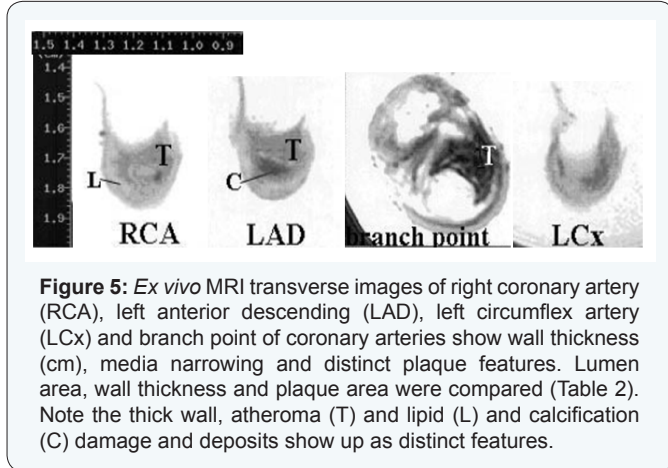 1.5 1.4 1.3 1.2 1.1 1.0 0.9
(cm)
1.4
1.6
1.7
1.8
1.9
T
L
RCA
T
C
LAD
T
branch point
LCx
Figure 5: Ex vivo MRI transverse images of right coronary artery
(RCA), left anterior descending (LAD), left circumflex artery
(LCx) and branch point of coronary arteries show wall thickness
(cm), media narrowing and distinct plaque features. Lumen
area, wall thickness and plaque area were compared (Table 2).
Note the thick wall, atheroma (T) and lipid (L) and calcification
(C) damage and deposits show up as distinct features.